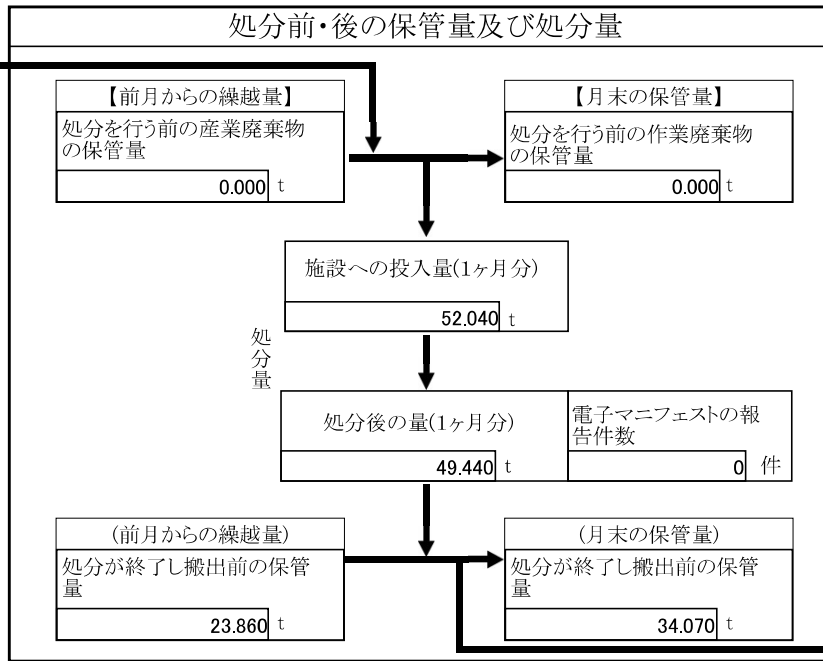 処分前・後の保管量及び処分量
【前月からの繰越量】
処分を行う前の産業廃棄物
の保管量
0.000 t
【月末の保管量】
処分を行う前の作業廃棄物
の保管量
0.000 t
施設への投入量(1ヶ月分)
52.040 t
処分量
処分後の量(1ヶ月分)
49.440 t
電子マニフェストの報
告件数
0 件
(前月からの繰越量)
処分が終了し搬出前の保管
量
23.860 t
(月末の保管量)
処分が終了し搬出前の保管
量
34.070 t